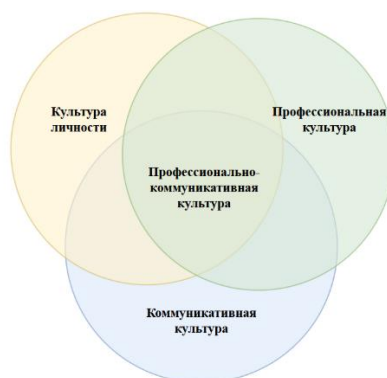 Культура
личности
Профессиональная
культура
Профессионально-
коммуникативная
культура
Коммуникативная
культура